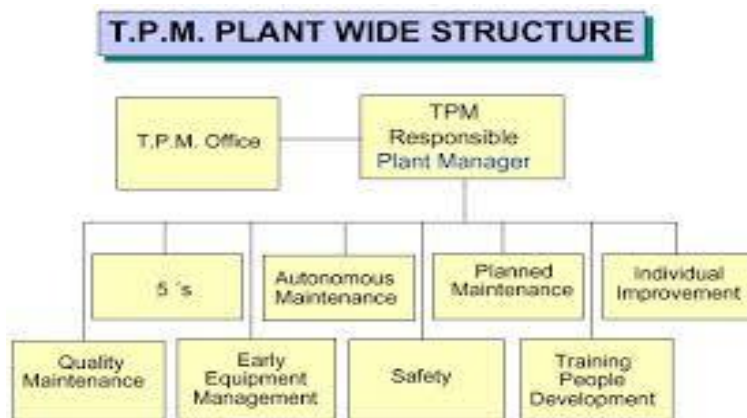 T.P.M. PLANT WIDE STRUCTURE
T.P.M. Office
TPM
Responsible
Plant Manager
5 ´s
Autonomous
Maintenance
Planned
Maintenance
Individual
Improvement
Quality
Maintenance
Early
Equipment
Management
Safety
Training
People
Development